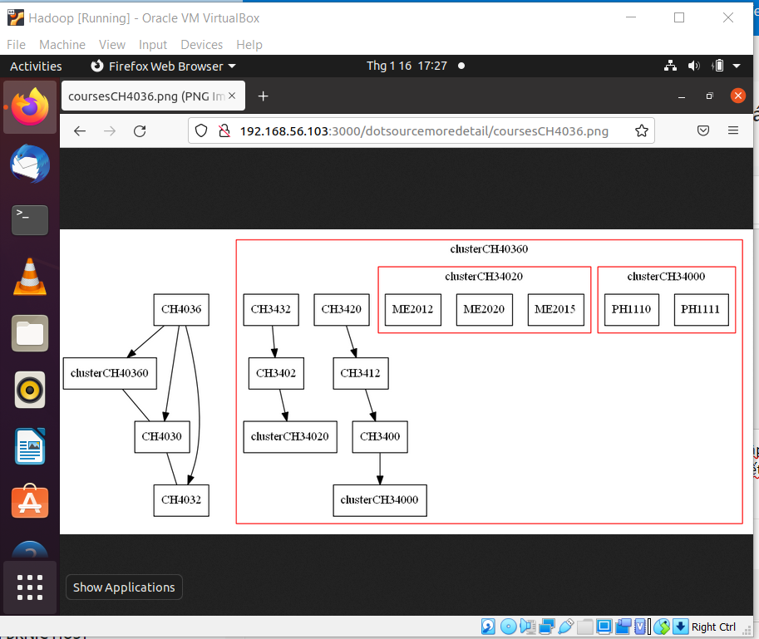 Hadoop [Running] - Oracle VM VirtualBox
File Machine View Input Devices Help
Activities Firefox Web Browser Thg 1 16 17:27
coursesCH4036.png (PNG Im
192.168.56.103:3000/dotsourcemoredetail/coursesCH4036.png
clusterCH40360
clusterCH34020 clusterCH34000
CH4036 CH3432 CH3420 ME2012 ME2020 ME2015 PH1110 PH1111
clusterCH40360 CH3402 CH3412
CH4030 clusterCH34020 CH3400
CH4032 clusterCH34000
Show Applications
Right Ctrl